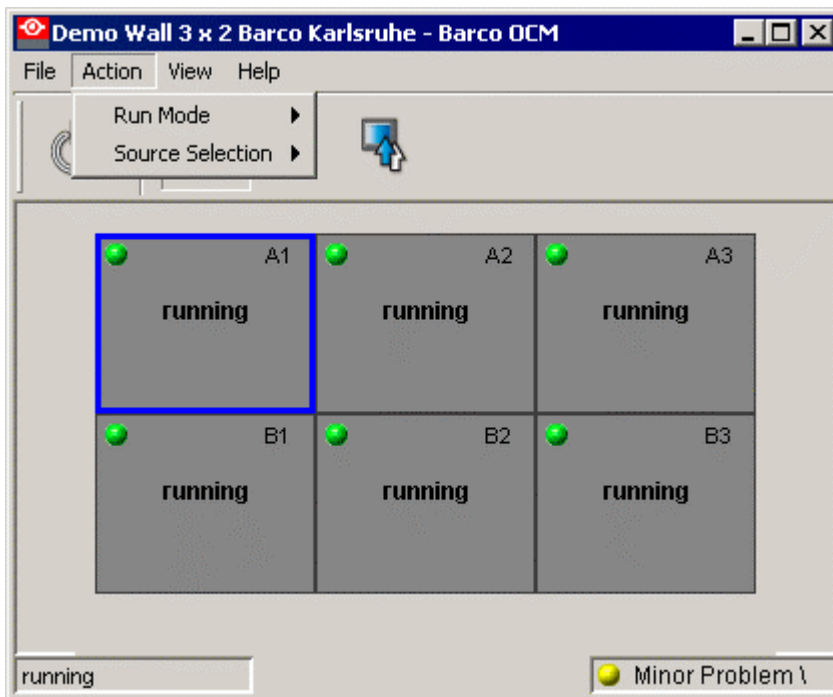 Demo Wall 3 x 2 Barco Karlsruhe - Barco OCM
File Action View Help
Run Mode
Source Selection
A1 A2 A3
running running running
B1 B2 B3
running running running
running Minor Problem \